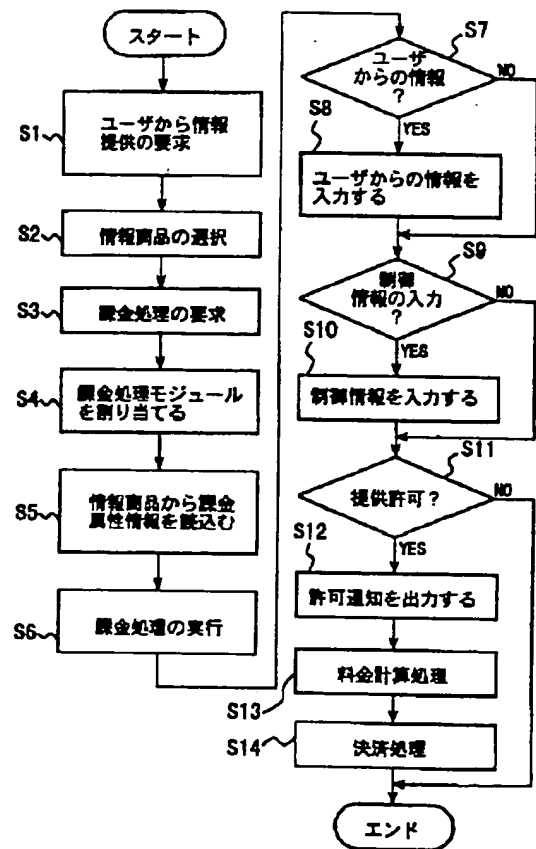 スタート
S1
ユーザから情報
提供の要求
S2
情報商品の選択
S3
課金処理の要求
S4
課金処理モジュール
を割り当てる
S5
情報商品から課金
属性情報を読込む
S6
課金処理の実行
S7
ユーザ
からの情報
?
NO
YES
S8
ユーザからの情報を
入力する
S9
制御
情報の入力
?
NO
YES
S10
制御情報を入力する
S11
提供許可?
NO
YES
S12
許可通知を出力する
S13
料金計算処理
S14
決済処理
エンド